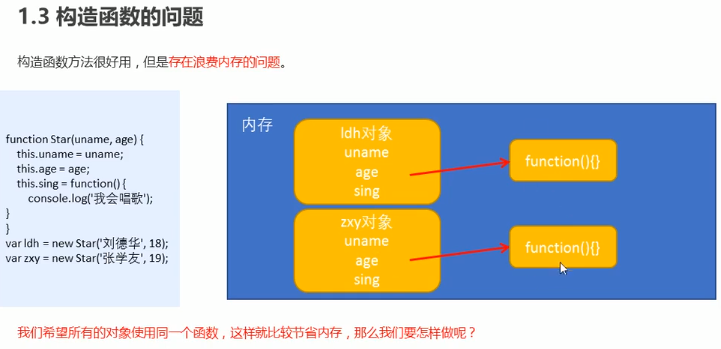 1.3 构造函数的问题
构造函数方法很好用，但是存在浪费内存的问题。
function Star(uname, age) {
this.uname = uname;
this.age = age;
this.sing = function() {
console.log('我会唱歌');
}
}
var ldh = new Star('刘德华', 18);
var zxy = new Star('张学友', 19);
内存
ldh对象
uname
age
sing
function(){}
zxy对象
uname
age
sing
function(){}
我们希望所有的对象使用同一个函数，这样就比较节省内存，那么我们要怎样做呢？